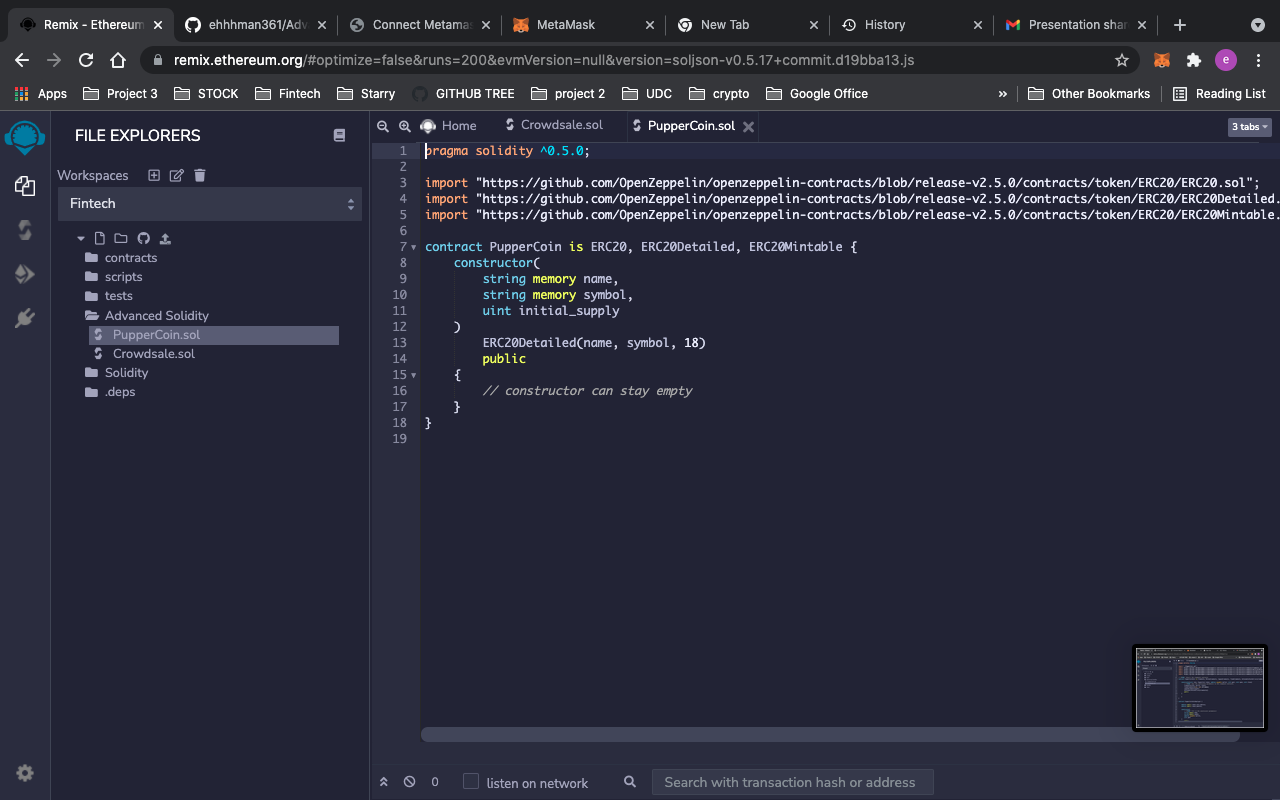 Remix - Ethereum
ehhhman361/Adv
Connect Metamas
MetaMask
New Tab
History
Presentation shar
remix.ethereum.org/#optimize=false&runs=200&evmVersion=null&version=soljson-v0.5.17+commit.d19bba13.js
e
Apps
Project 3
STOCK
Fintech
Starry
GITHUB TREE
project 2
UDC
crypto
Google Office
»
Other Bookmarks
Reading List
FILE EXPLORERS
Workspaces
Fintech
contracts
scripts
tests
Advanced Solidity
PupperCoin.sol
Crowdsale.sol
Solidity
.deps
Home
Crowdsale.sol
PupperCoin.sol
3 tabs
1 pragma solidity ^0.5.0;
2
3 import "https://github.com/OpenZeppelin/openzeppelin-contracts/blob/release-v2.5.0/contracts/token/ERC20/ERC20.sol";
4 import "https://github.com/OpenZeppelin/openzeppelin-contracts/blob/release-v2.5.0/contracts/token/ERC20/ERC20Detailed.
5 import "https://github.com/OpenZeppelin/openzeppelin-contracts/blob/release-v2.5.0/contracts/token/ERC20/ERC20Mintable.
6
7 contract PupperCoin is ERC20, ERC20Detailed, ERC20Mintable {
8 constructor(
9 string memory name,
10 string memory symbol,
11 uint initial_supply
12 )
13 ERC20Detailed(name, symbol, 18)
14 public
15 {
16 // constructor can stay empty
17 }
18 }
19
0
listen on network
Search with transaction hash or address